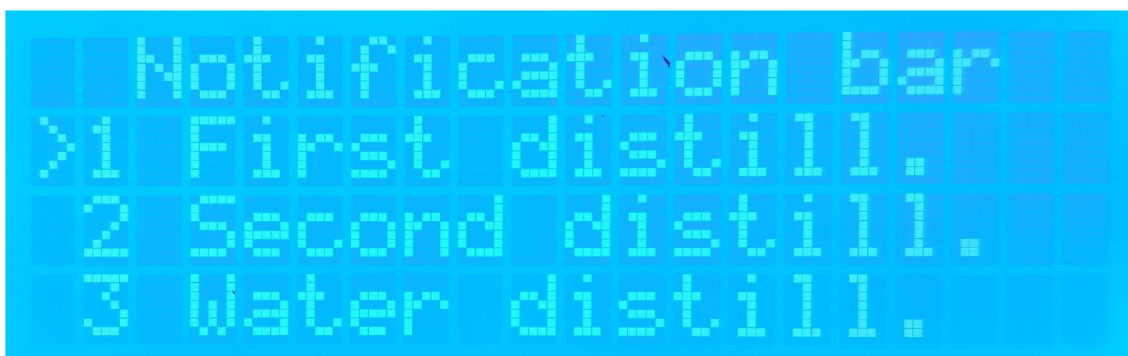 Notification bar
>1 First distill.
2 Second distill.
3 Water distill.